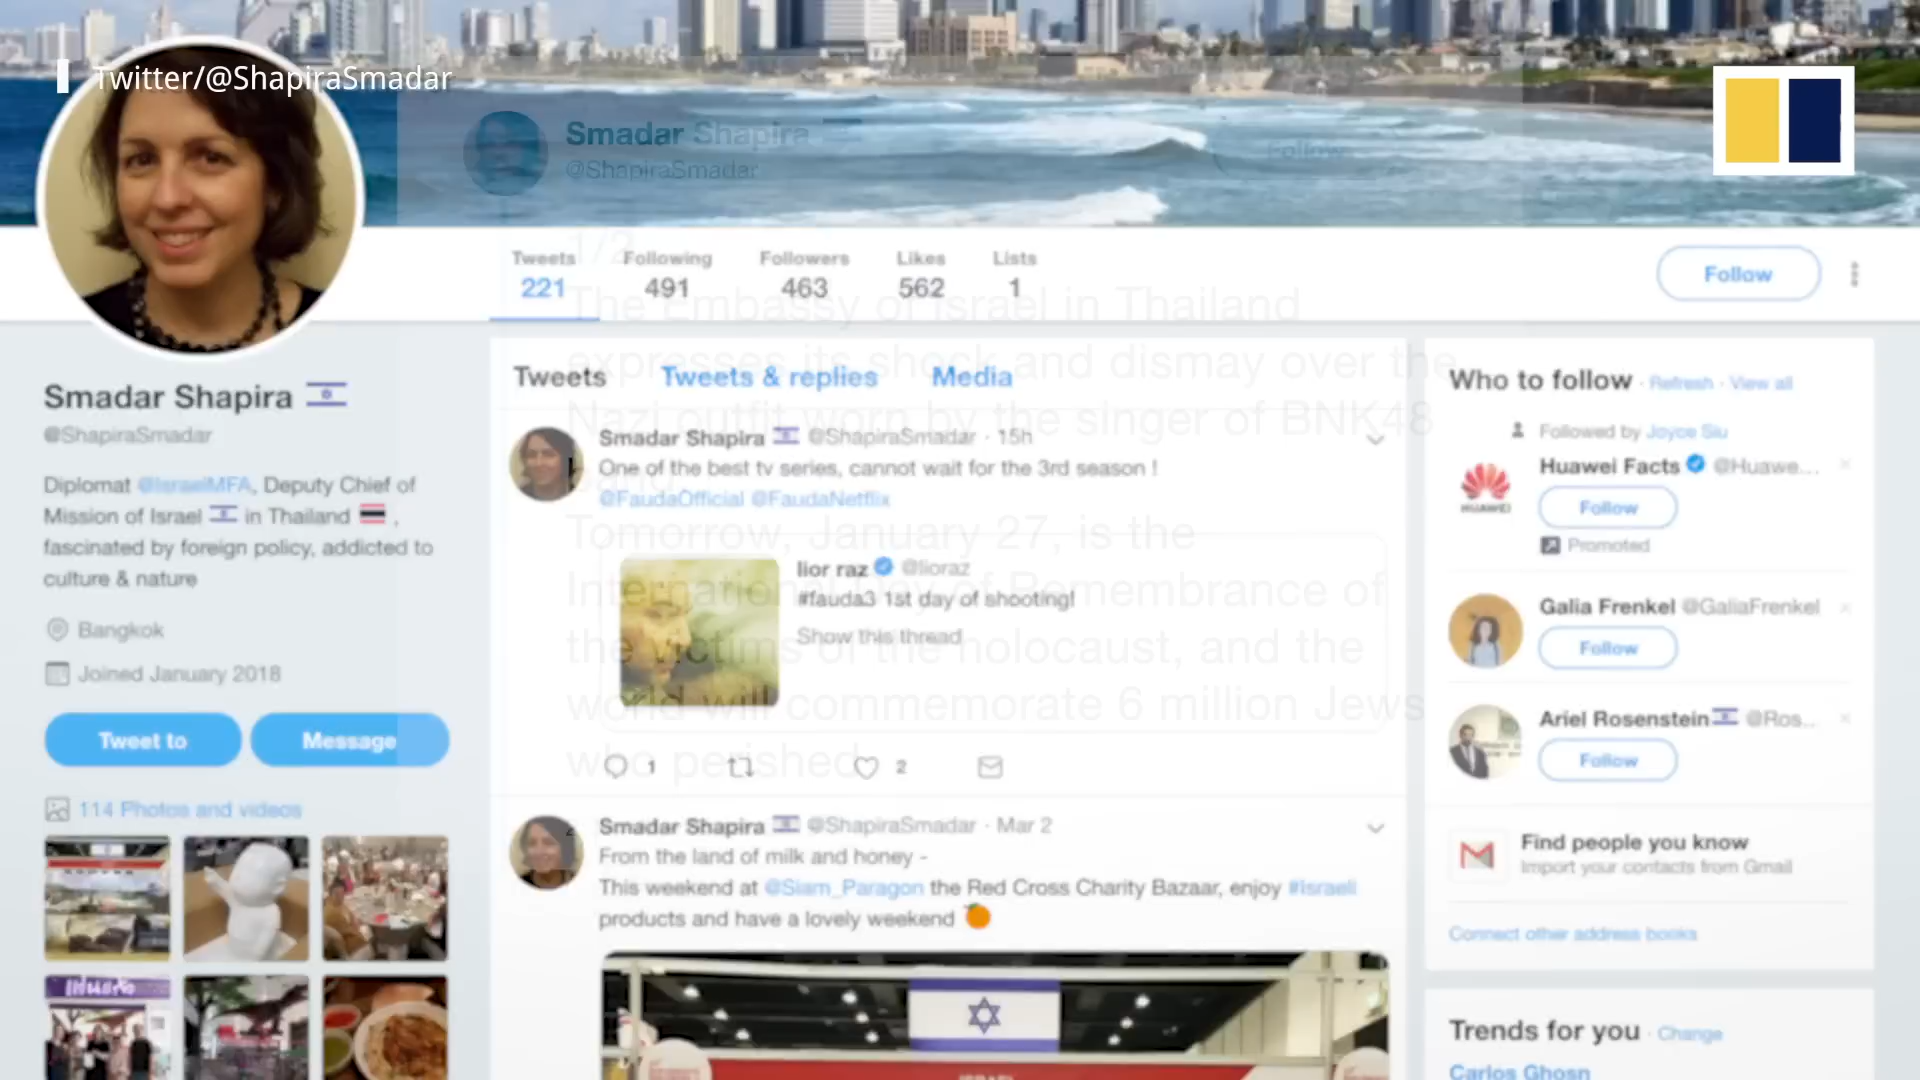 Twitter/@ShapiraSmadar
Smadar Shapira
@ShapiraSmadar
Follow
1/2
The Embassy of Israel in Thailand
expresses its shock and dismay over the
Nazi outfit worn by the singer of BNK48
band.
Tomorrow, January 27, is the
International Day of Remembrance of
the victims of the holocaust, and the
world will commemorate 6 million Jews
who perished
Tweets Following Followers Likes Lists
221 491 463 562 1
Follow
Smadar Shapira
@ShapiraSmadar
Diplomat @IsraelMFA, Deputy Chief of
Mission of Israel in Thailand ,
fascinated by foreign policy, addicted to
culture & nature
Bangkok
Joined January 2018
Tweet to Message
114 Photos and videos
Tweets Tweets & replies Media
Smadar Shapira @ShapiraSmadar · 15h
One of the best tv series, cannot wait for the 3rd season !
@FaudaOfficial @FaudaNetflix
lior raz @lioraz
#fauda3 1st day of shooting!
Show this thread
1 2
Smadar Shapira @ShapiraSmadar · Mar 2
From the land of milk and honey -
This weekend at @Siam_Paragon the Red Cross Charity Bazaar, enjoy #Israeli
products and have a lovely weekend
ISRAEL
Who to follow · Refresh · View all
Followed by Joyce Siu
Huawei Facts @Huawe...
HUAWEI
Follow
Promoted
Galia Frenkel @GaliaFrenkel
Follow
Ariel Rosenstein @Ros...
Follow
Find people you know
Import your contacts from Gmail
Connect other address books
Trends for you · Change
Carlos Ghosn